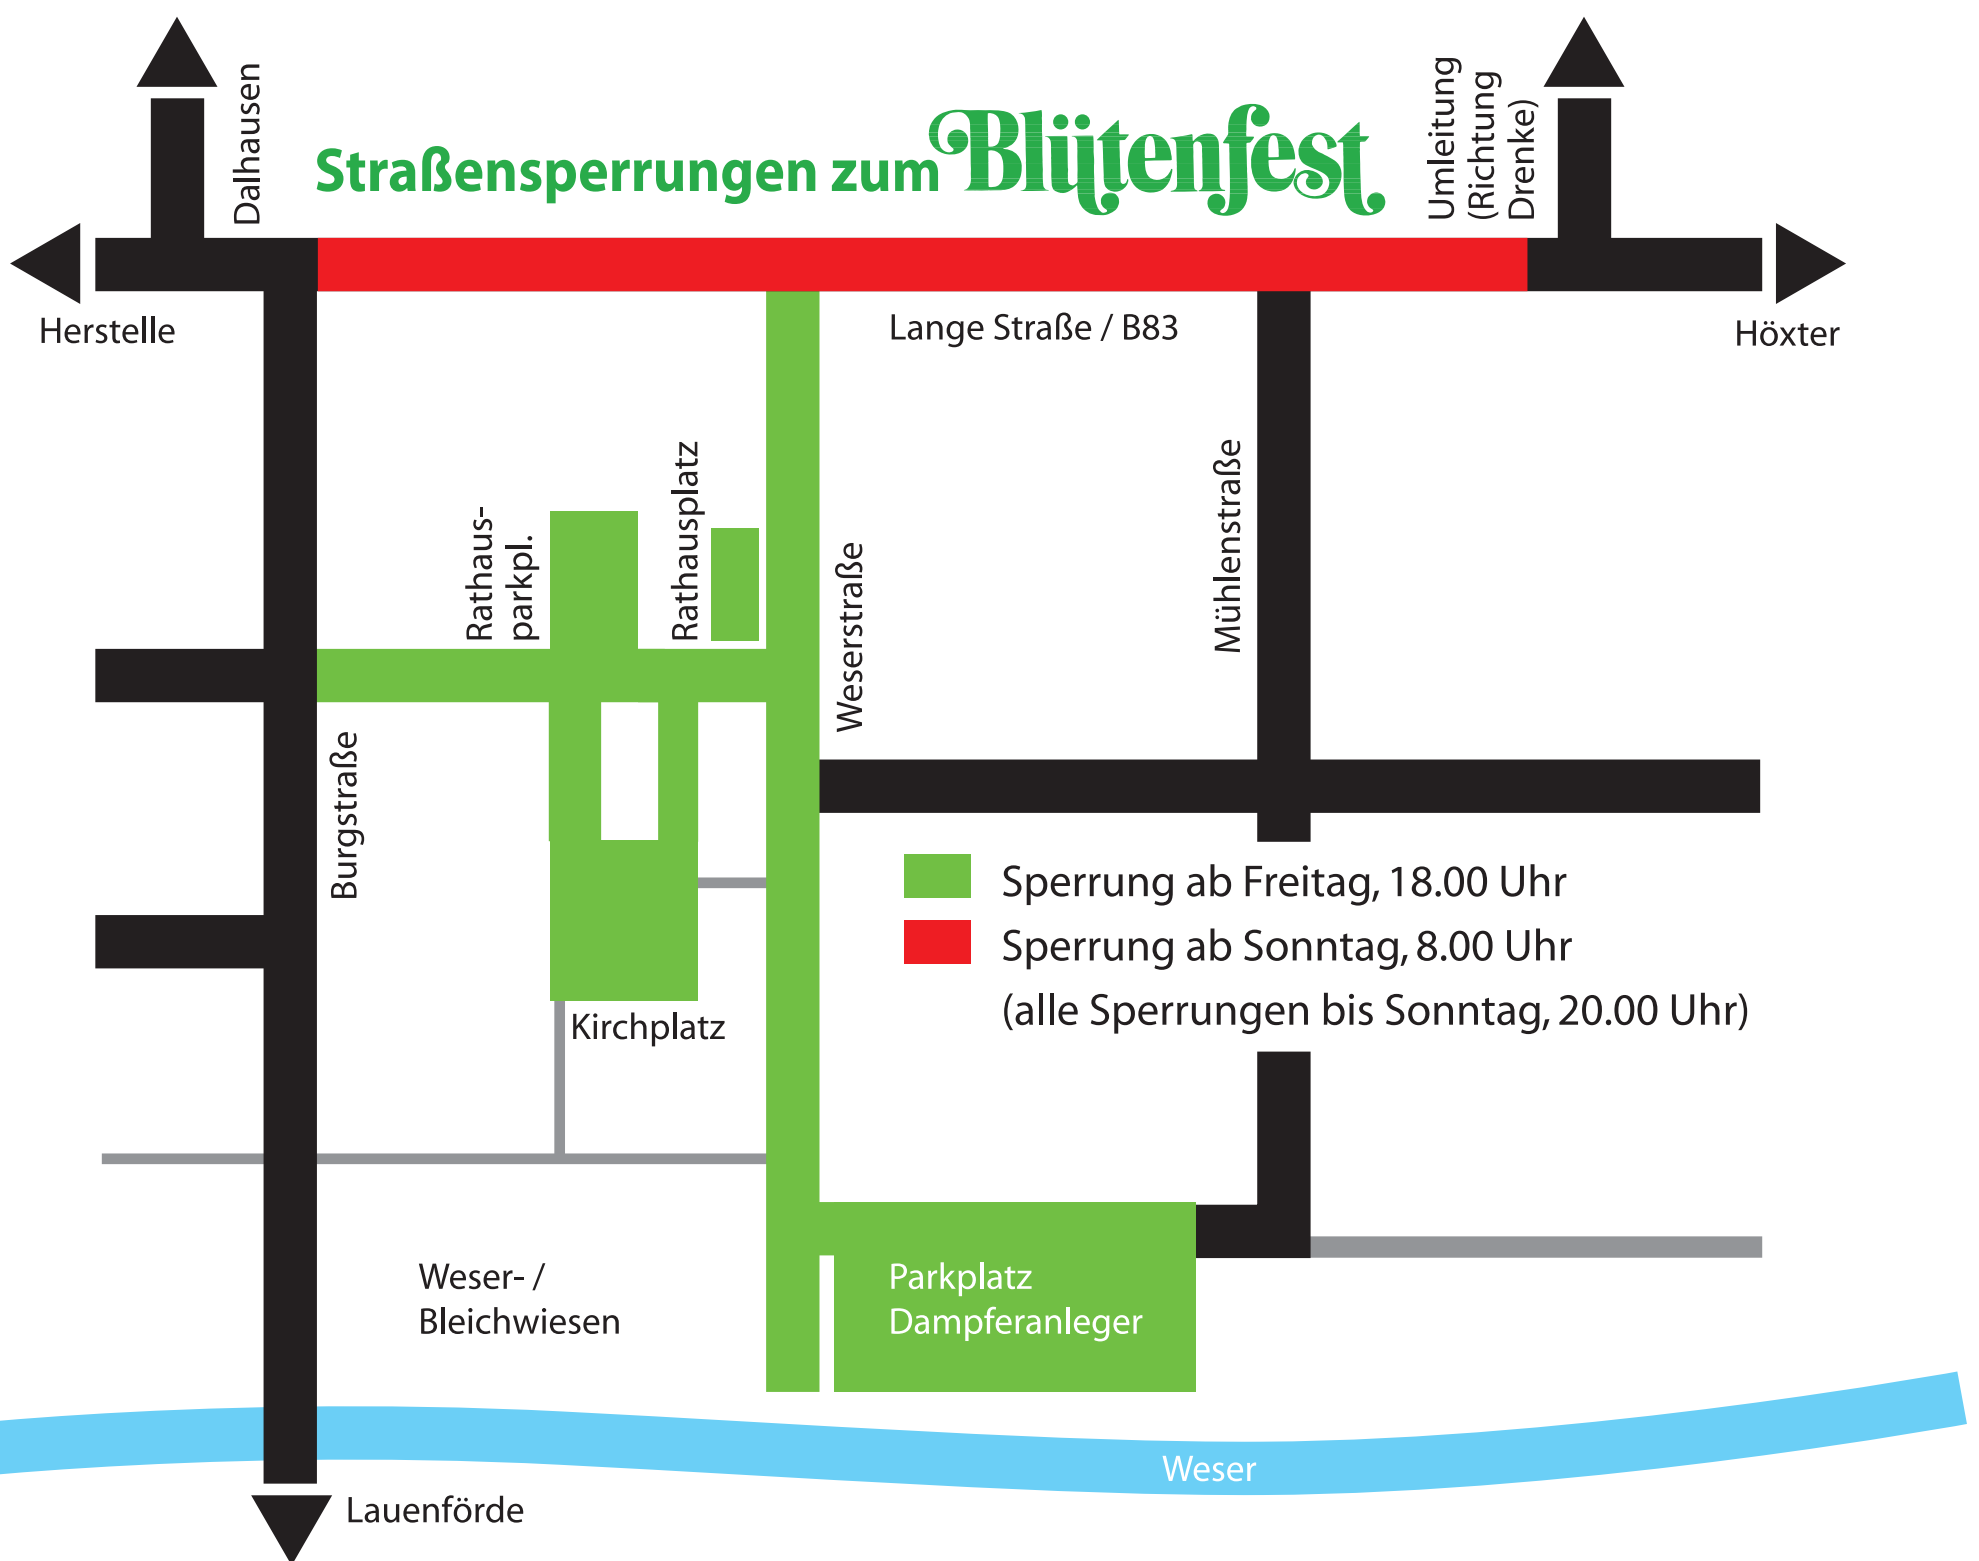 Straßensperrungen zum Blütenfest
Dalhausen
Umleitung
(Richtung
Drenke)
Herstelle
Lange Straße / B83
Höxter
Rathaus-
parkpl.
Rathausplatz
Weserstraße
Mühlenstraße
Burgstraße
Sperrung ab Freitag, 18.00 Uhr
Sperrung ab Sonntag, 8.00 Uhr
(alle Sperrungen bis Sonntag, 20.00 Uhr)
Kirchplatz
Weser- /
Bleichwiesen
Parkplatz
Dampferanleger
Weser
Lauenförde